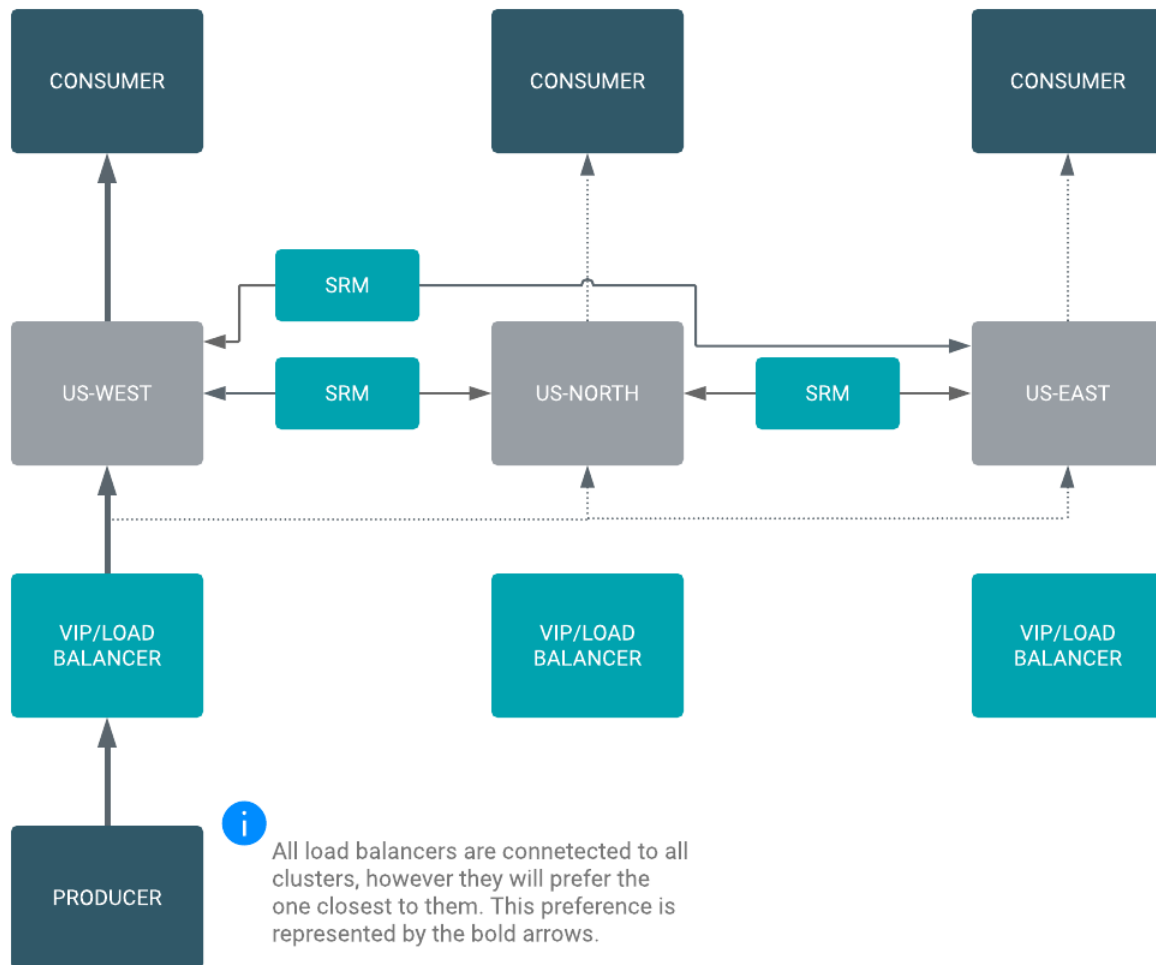 CONSUMER
CONSUMER
CONSUMER
SRM
US-WEST
SRM
US-NORTH
SRM
US-EAST
VIP/LOAD
BALANCER
VIP/LOAD
BALANCER
VIP/LOAD
BALANCER
PRODUCER
i
All load balancers are connetected to all
clusters, however they will prefer the
one closest to them. This preference is
represented by the bold arrows.